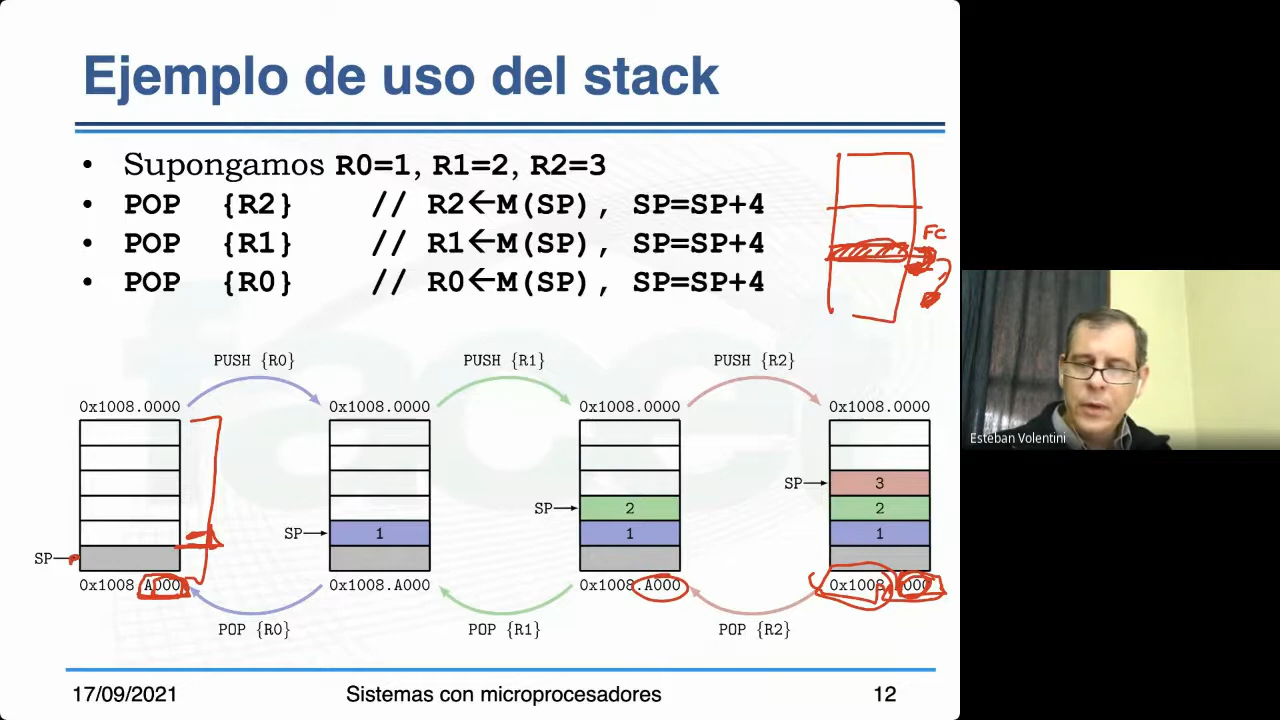 Ejemplo de uso del stack
• Supongamos R0=1, R1=2, R2=3
• POP {R2} // R2←M(SP), SP=SP+4
• POP {R1} // R1←M(SP), SP=SP+4
• POP {R0} // R0←M(SP), SP=SP+4
FC
Esteban Volentini
PUSH {R0} PUSH {R1} PUSH {R2}
0x1008.0000 0x1008.0000 0x1008.0000 0x1008.0000
SP 3
SP 2 2
SP 1 1 1
SP
0x1008.A000 0x1008.A000 0x1008.A000 0x1008.A000
POP {R0} POP {R1} POP {R2}
17/09/2021 Sistemas con microprocesadores 12